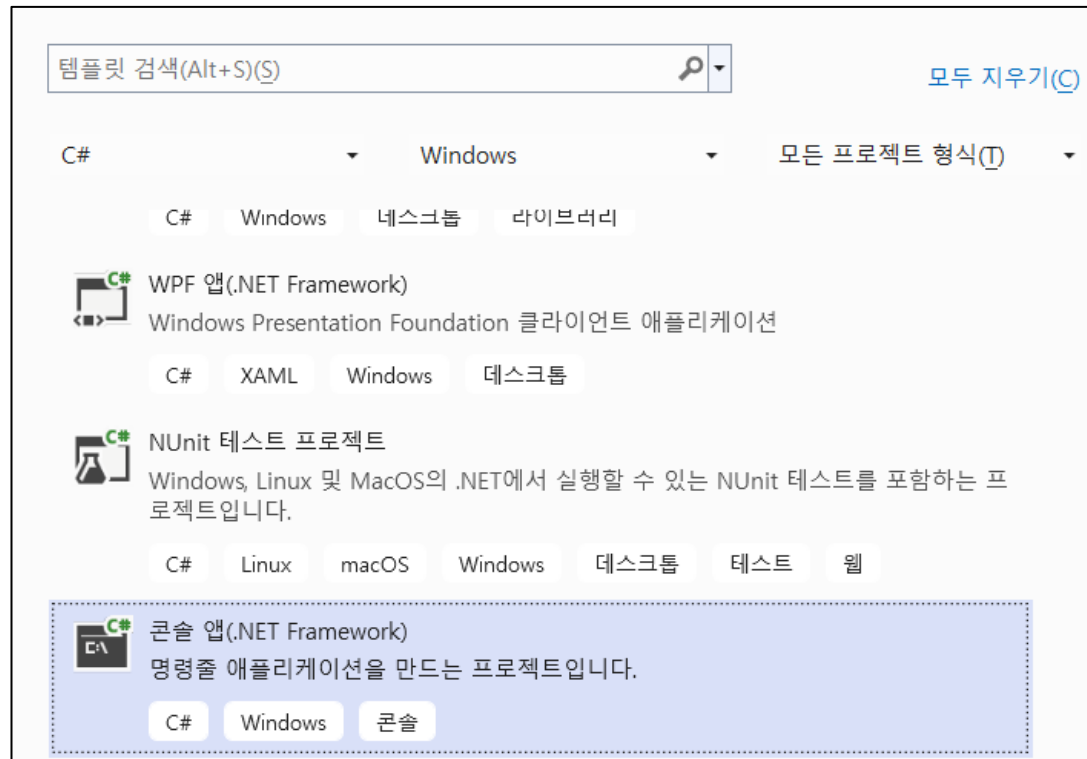 템플릿 검색(Alt+S)(S)
모두 지우기(C)
C# Windows 모든 프로젝트 형식(T)
C# Windows 데스크톱 라이브러리
C#
WPF 앱(.NET Framework)
Windows Presentation Foundation 클라이언트 애플리케이션
C# XAML Windows 데스크톱
C#
NUnit 테스트 프로젝트
Windows, Linux 및 MacOS의 .NET에서 실행할 수 있는 NUnit 테스트를 포함하는 프
로젝트입니다.
C# Linux macOS Windows 데스크톱 테스트 웹
C#
C:\
콘솔 앱(.NET Framework)
명령줄 애플리케이션을 만드는 프로젝트입니다.
C# Windows 콘솔